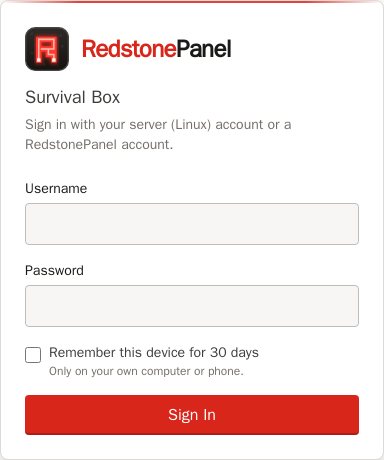 RedstonePanel
Survival Box
Sign in with your server (Linux) account or a
RedstonePanel account.
Username
Password
Remember this device for 30 days
Only on your own computer or phone.
Sign In